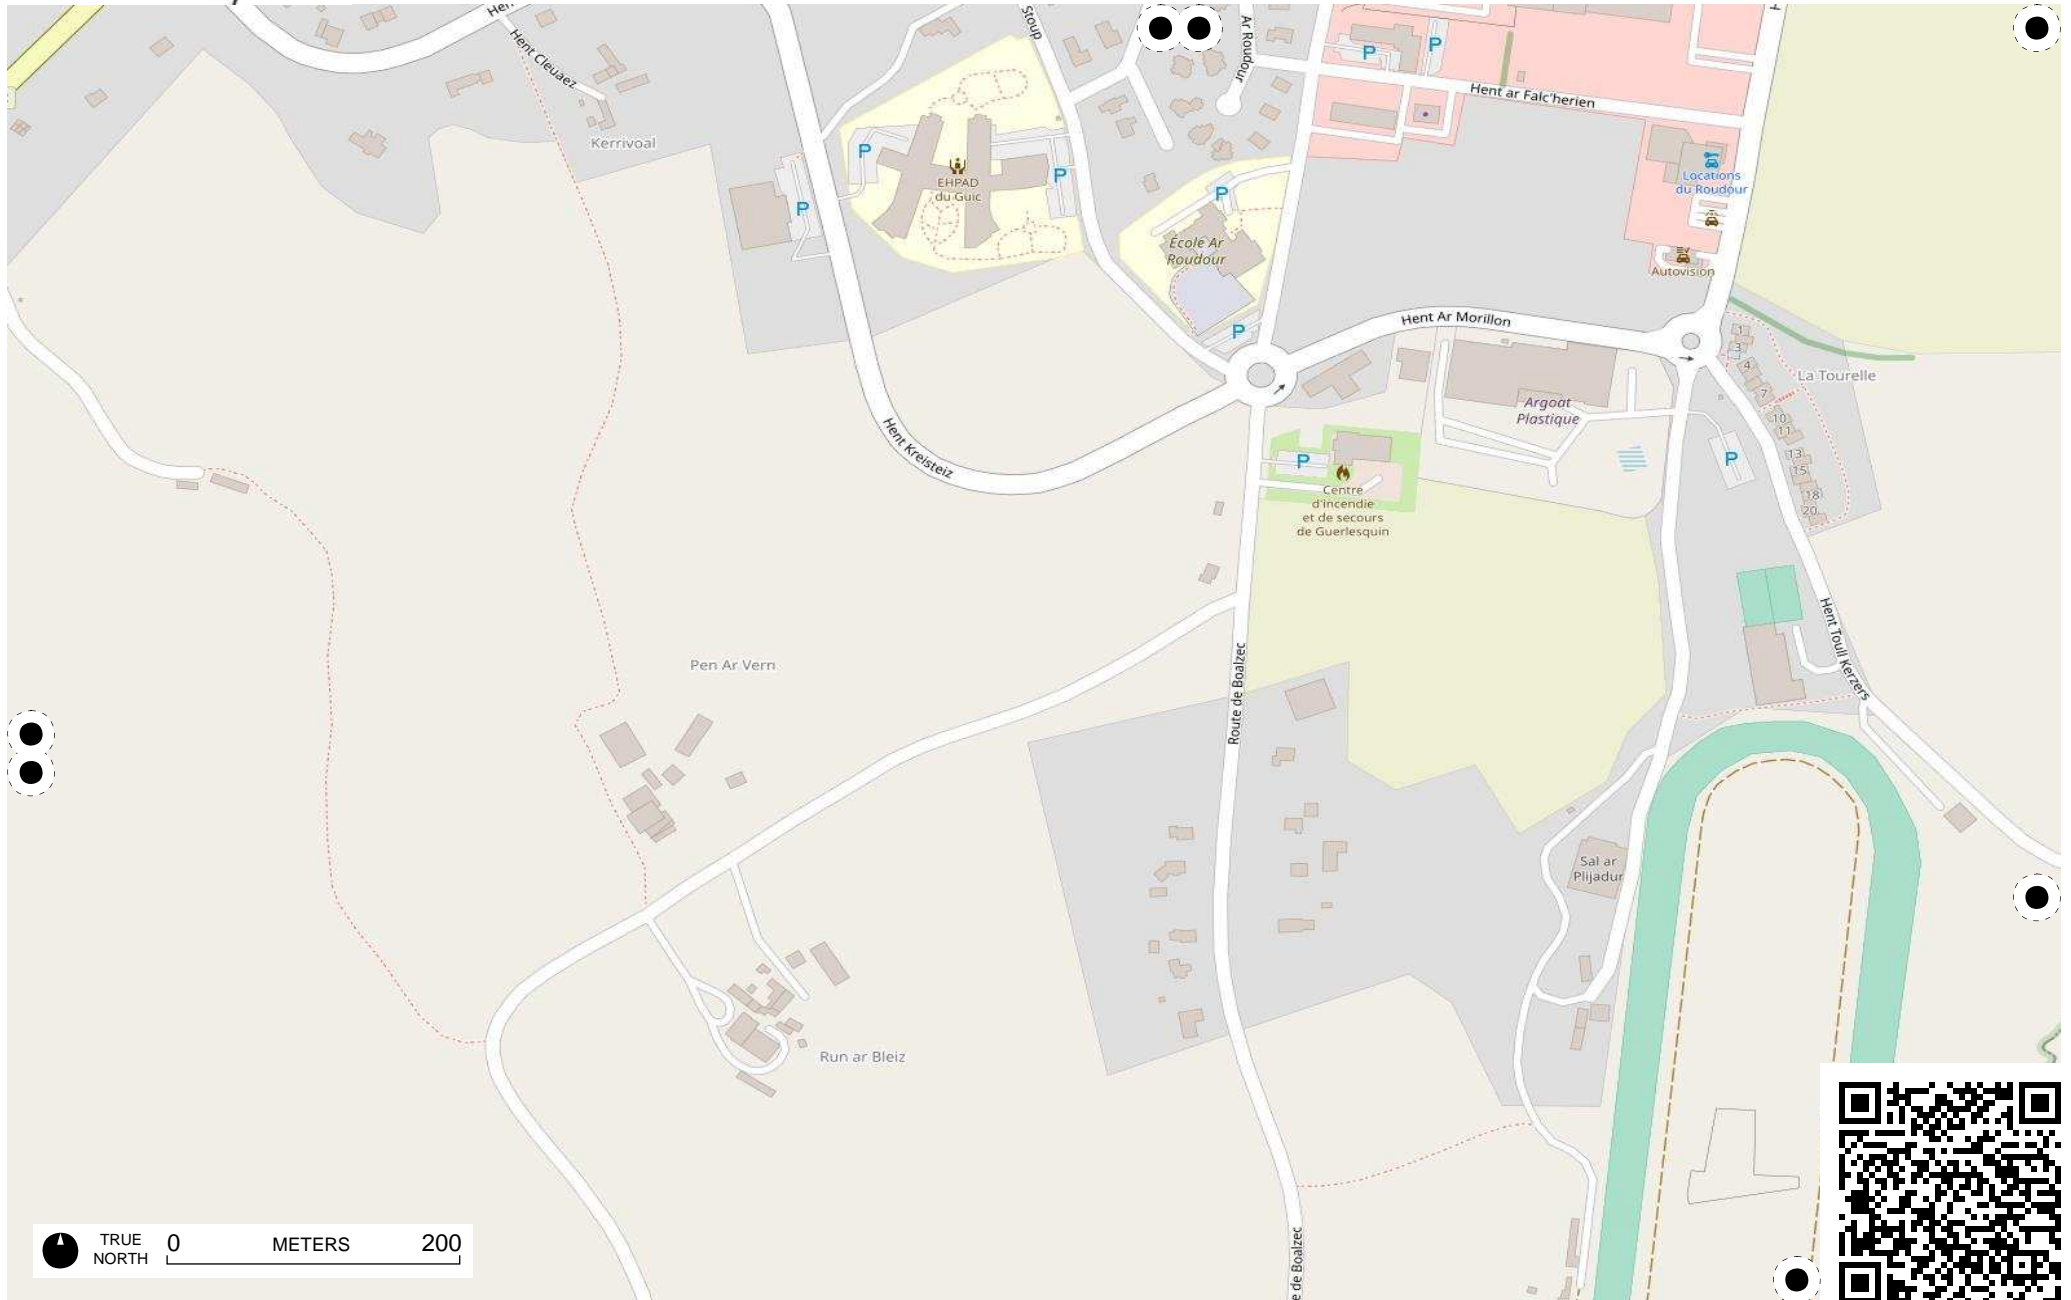 Stoup
Ar Roudour
P
P
Hent Cleuaez
Hent ar Falc'herien
Kerrivoal
P
P
P
P
EHPAD
du Guic
Locations
du Roudour
École Ar
Roudour
Autovision
P
Hent Ar Morillon
1
3
4
7
10
11
13
15
18
20
La Tourelle
Argoat
Plastique
Hent Kreisteiz
P
P
Centre
d'incendie
et de secours
de Guerlesquin
Hent Toull Kerzers
Pen Ar Vern
Route de Boalzec
Sal ar
Plijadur
Run ar Bleiz
e de Boalzec
TRUE
NORTH
0 METERS 200